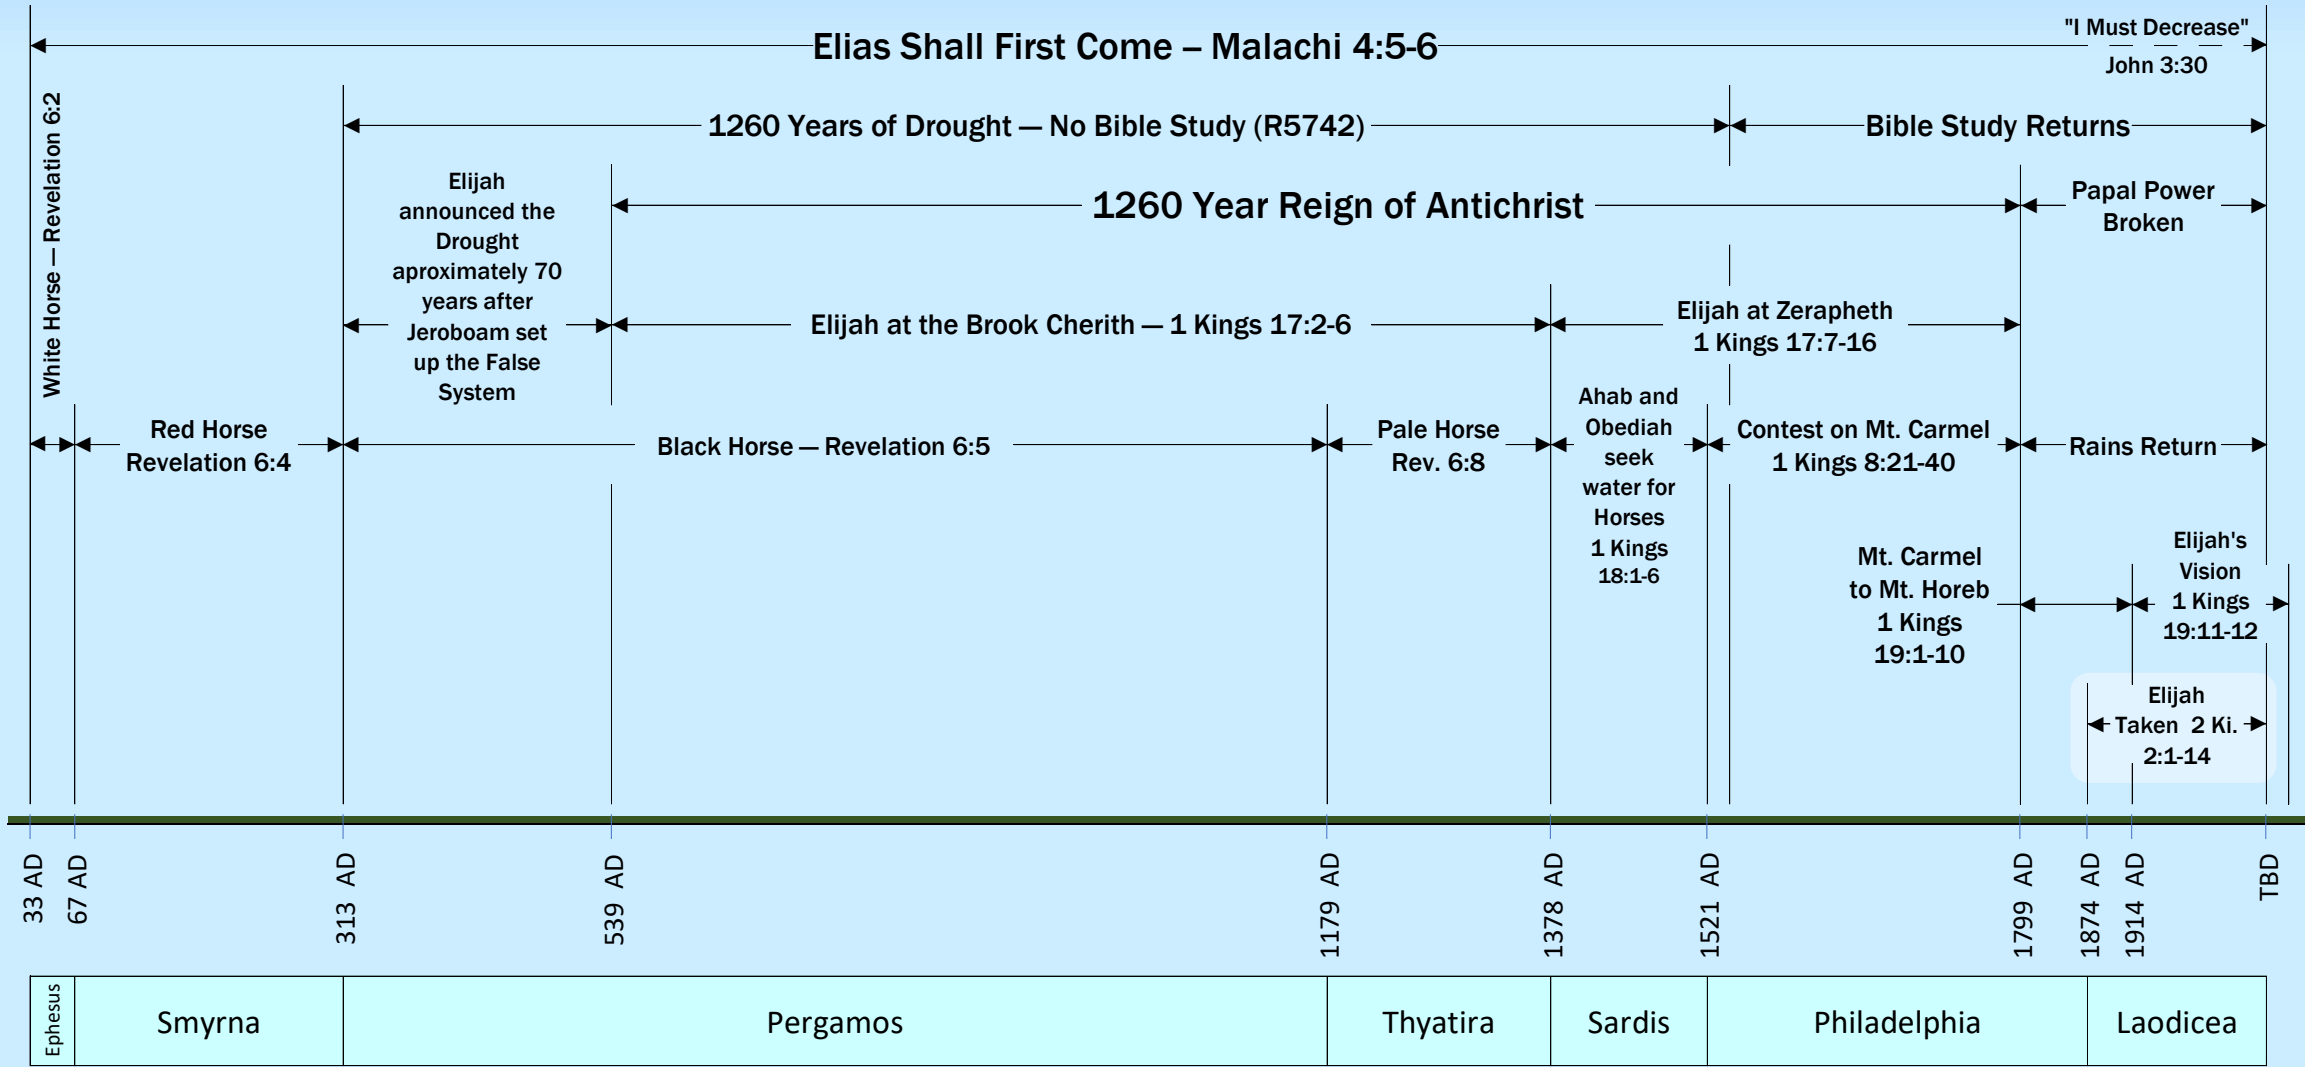 Elias Shall First Come – Malachi 4:5-6
"I Must Decrease"
John 3:30
White Horse — Revelation 6:2
1260 Years of Drought — No Bible Study (R5742)
Bible Study Returns
Elijah
announced the
Drought
aproximately 70
years after
Jeroboam set
up the False
System
1260 Year Reign of Antichrist
Papal Power
Broken
Elijah at the Brook Cherith — 1 Kings 17:2-6
Elijah at Zerapheth
1 Kings 17:7-16
Red Horse
Revelation 6:4
Black Horse — Revelation 6:5
Pale Horse
Rev. 6:8
Ahab and
Obediah
seek
water for
Horses
1 Kings
18:1-6
Contest on Mt. Carmel
1 Kings 8:21-40
Rains Return
Mt. Carmel
to Mt. Horeb
1 Kings
19:1-10
Elijah's
Vision
1 Kings
19:11-12
Elijah
Taken 2 Ki.
2:1-14
33 AD
67 AD
313 AD
539 AD
1179 AD
1378 AD
1521 AD
1799 AD
1874 AD
1914 AD
TBD
Ephesus
Smyrna
Pergamos
Thyatira
Sardis
Philadelphia
Laodicea